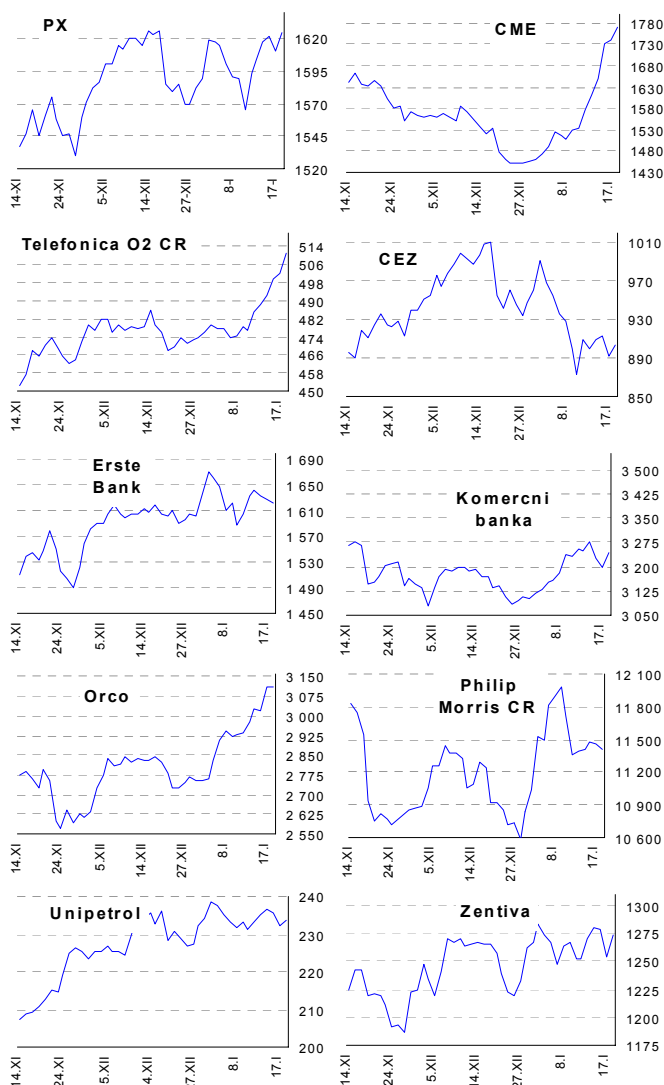 PX
1620
1595
1570
1545
1520
14-XI
24-XI
5-XII
14-XII
27-XII
8-I
17-I
CME
1780
1730
1680
1630
1580
1530
1480
1430
14.XI
24.XI
5.XII
14.XII
27.XII
8.I
17.I
Telefonica O2 CR
514
506
498
490
482
474
466
458
450
14.XI
24.XI
5.XII
14.XII
27.XII
8.I
17.I
CEZ
1010
970
930
890
850
14.XI
24.XI
5.XII
14.XII
27.XII
8.I
17.I
Erste
Bank
1 690
1 650
1 610
1 570
1 530
1 490
1 450
14.XI
24.XI
5.XII
14.XII
27.XII
8.I
17.I
Komercni
banka
3 500
3 425
3 350
3 275
3 200
3 125
3 050
14.XI
24.XI
5.XII
14.XII
27.XII
8.I
17.I
Orco
3 150
3 075
3 000
2 925
2 850
2 775
2 700
2 625
2 550
14.XI
24.XI
5.XII
14.XII
27.XII
8.I
17.I
Philip
Morris CR
12 100
11 800
11 500
11 200
10 900
10 600
14.XI
24.XI
5.XII
14.XII
27.XII
8.I
17.I
Unipetrol
240
230
220
210
200
14.XI
24.XI
5.XII
4.XII
27.XII
8.I
17.I
Zentiva
1300
1275
1250
1225
1200
1175
14.XI
24.XI
5.XII
14.XII
27.XII
8.I
17.I